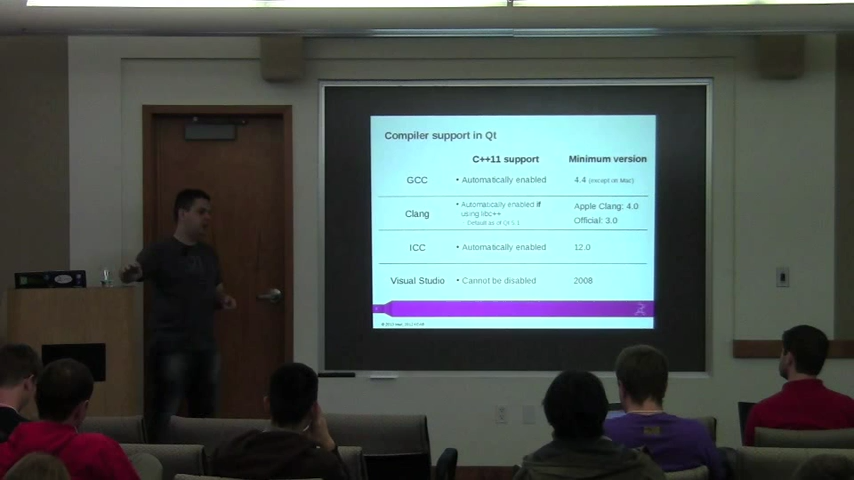 Compiler support in Qt
C++11 support Minimum version
GCC • Automatically enabled 4.4 (except on Mac)
Clang • Automatically enabled if using libc++ Apple Clang: 4.0
Official: 3.0
ICC • Automatically enabled 12.0
Visual Studio • Cannot be disabled 2008